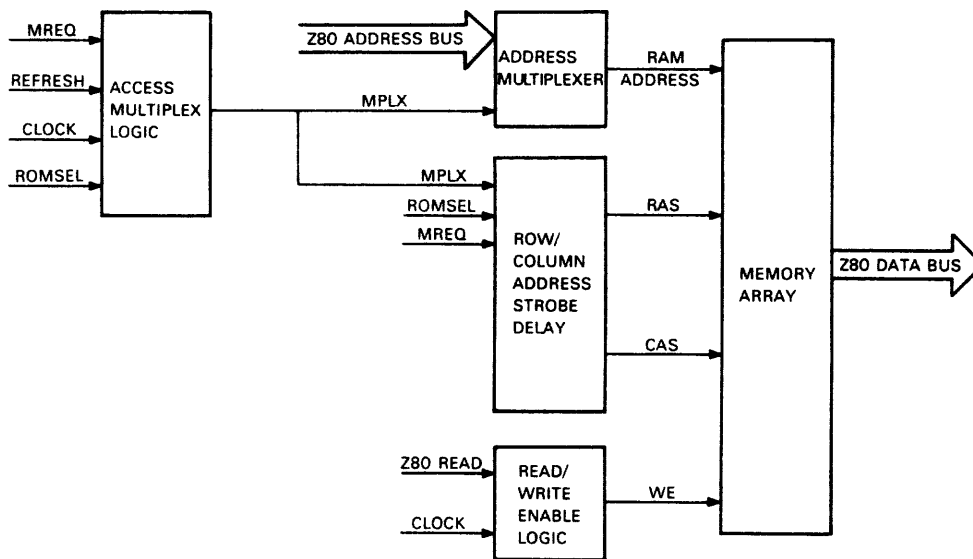 MREQ
REFRESH
CLOCK
ROMSEL
ACCESS
MULTIPLEX
LOGIC
Z80 ADDRESS BUS
MPLX
ADDRESS
MULTIPLEXER
RAM
ADDRESS
MPLX
ROMSEL
MREQ
ROW/
COLUMN
ADDRESS
STROBE
DELAY
RAS
CAS
Z80 READ
CLOCK
READ/
WRITE
ENABLE
LOGIC
WE
MEMORY
ARRAY
Z80 DATA BUS